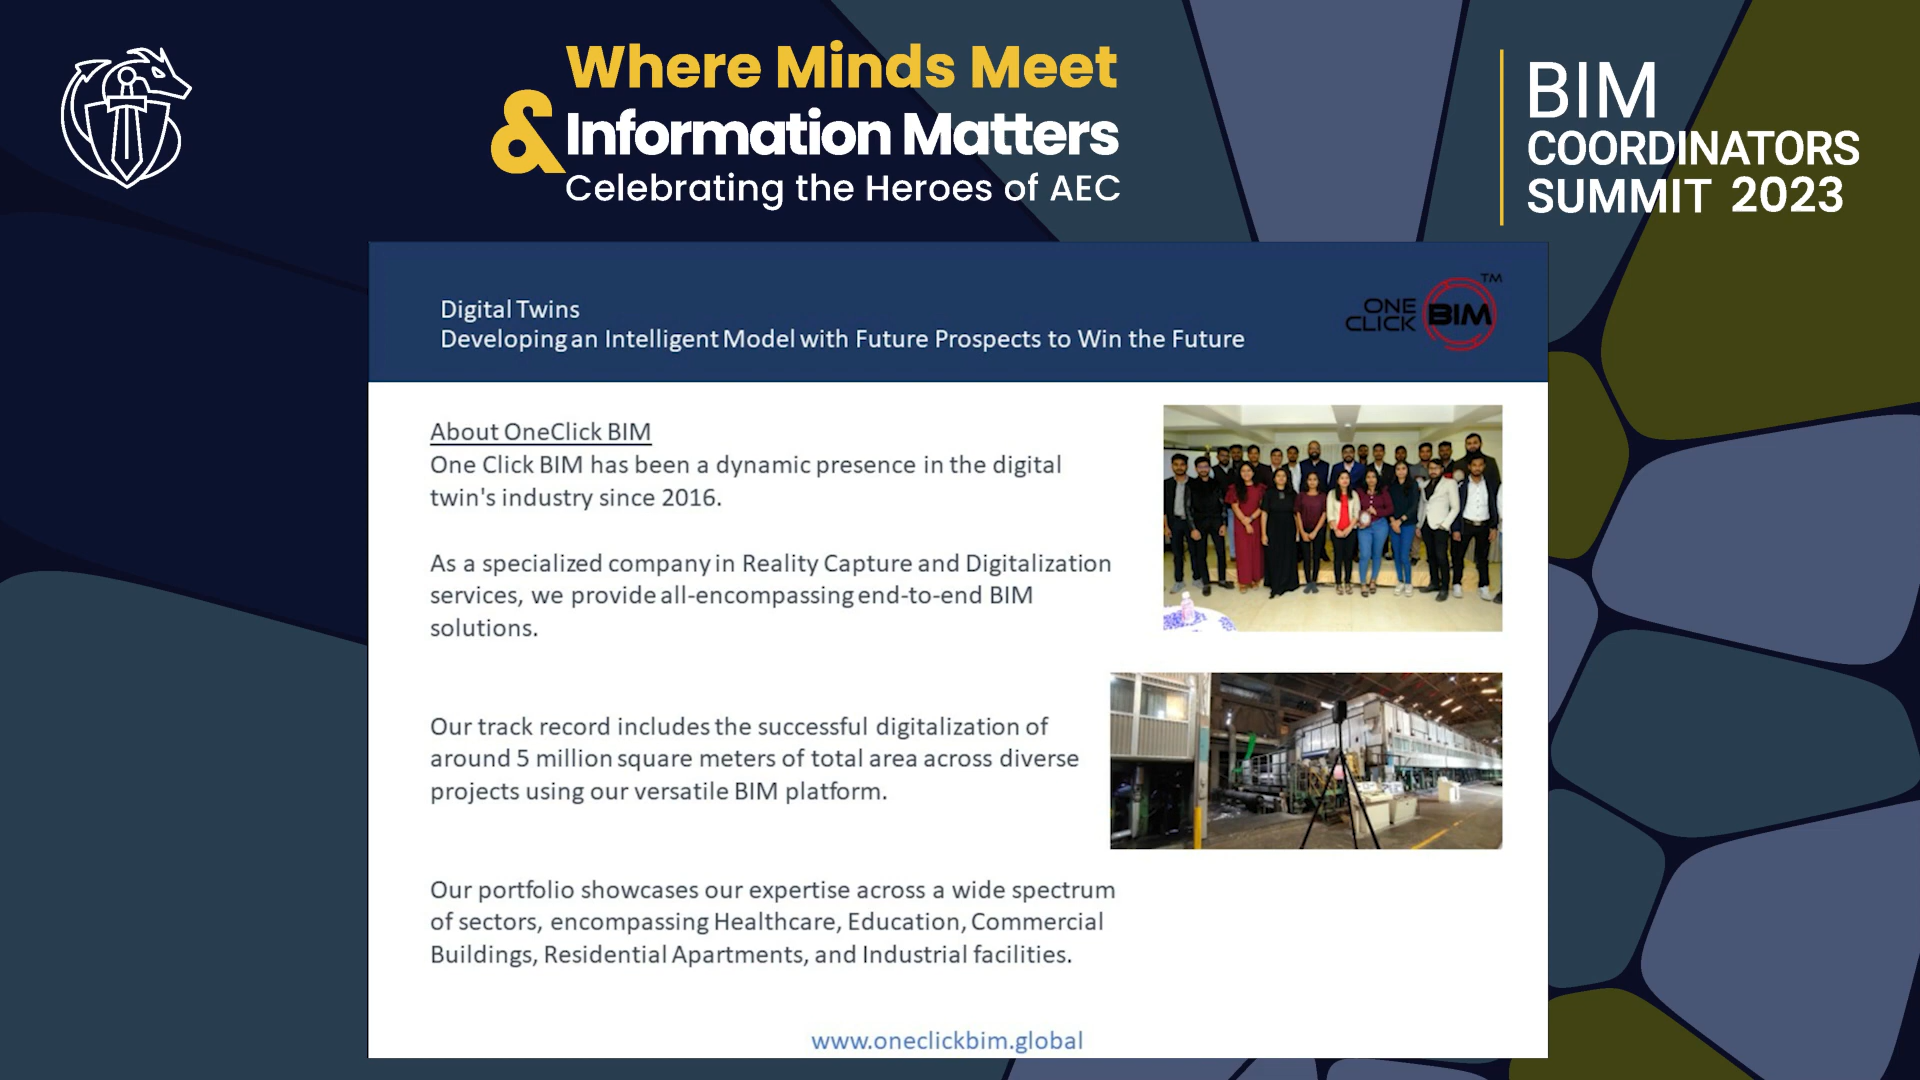 Where Minds Meet
& Information Matters
Celebrating the Heroes of AEC
BIM
COORDINATORS
SUMMIT 2023
Digital Twins
Developing an Intelligent Model with Future Prospects to Win the Future
ONE
CLICK BIM TM
About OneClick BIM
One Click BIM has been a dynamic presence in the digital
twin's industry since 2016.
As a specialized company in Reality Capture and Digitalization
services, we provide all-encompassing end-to-end BIM
solutions.
Our track record includes the successful digitalization of
around 5 million square meters of total area across diverse
projects using our versatile BIM platform.
Our portfolio showcases our expertise across a wide spectrum
of sectors, encompassing Healthcare, Education, Commercial
Buildings, Residential Apartments, and Industrial facilities.
www.oneclickbim.global